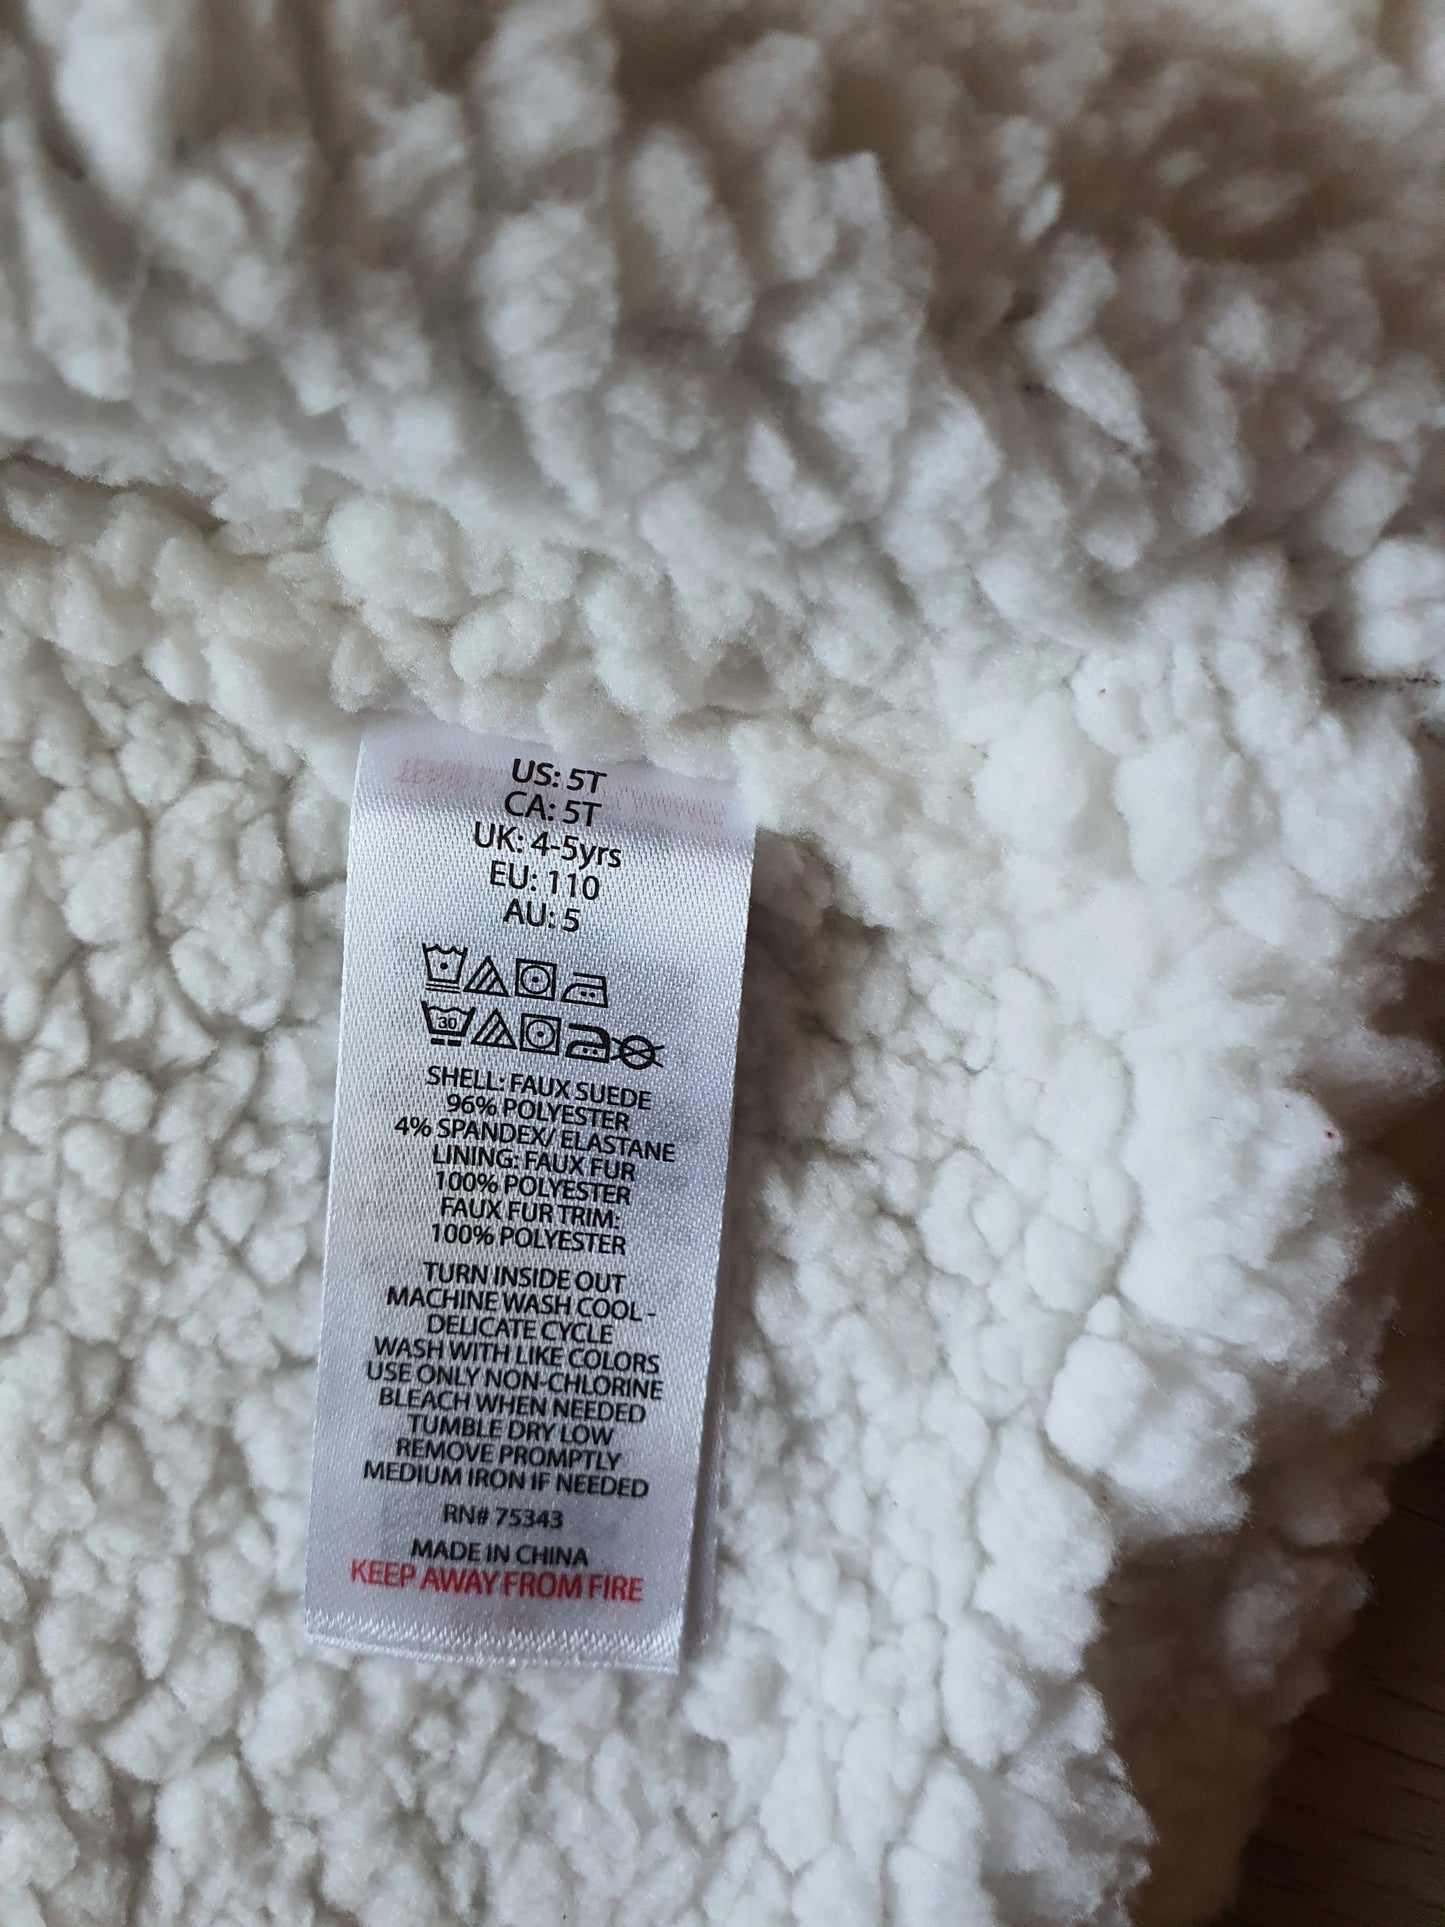 US: 5T
CA: 5T
UK: 4-5yrs
EU: 110
AU: 5
30
SHELL: FAUX SUEDE
96% POLYESTER
4% SPANDEX/ ELASTANE
LINING: FAUX FUR
100% POLYESTER
FAUX FUR TRIM:
100% POLYESTER
TURN INSIDE OUT
MACHINE WASH COOL -
DELICATE CYCLE
WASH WITH LIKE COLORS
USE ONLY NON-CHLORINE
BLEACH WHEN NEEDED
TUMBLE DRY LOW
REMOVE PROMPTLY
MEDIUM IRON IF NEEDED
RN# 75343
MADE IN CHINA
KEEP AWAY FROM FIRE